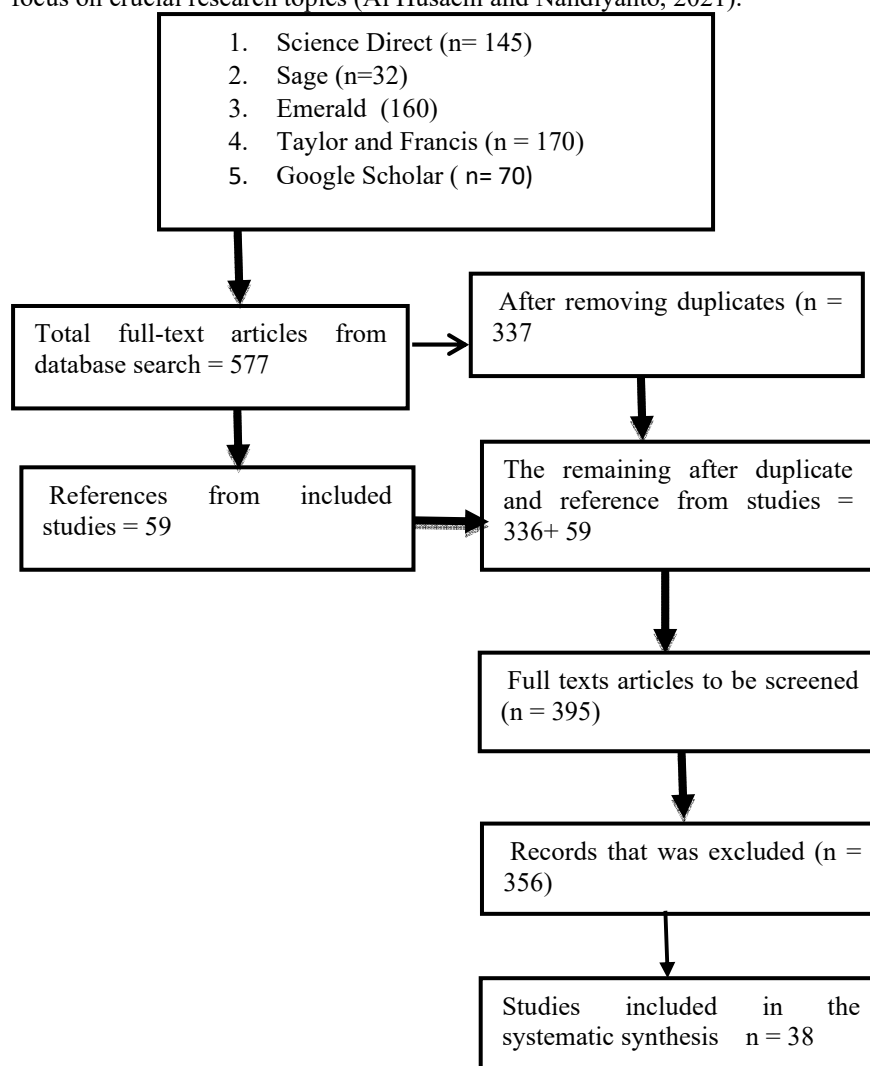 focus on crucial research topics (Al Husaeni and Nandiyanto, 2021).
1. Science Direct (n= 145)
2. Sage (n=32)
3. Emerald (160)
4. Taylor and Francis (n = 170)
5. Google Scholar ( n= 70)
After removing duplicates (n =
337
Total full-text articles from
database search = 577
The remaining after duplicate
and reference from studies =
336+ 59
References from included
studies = 59
Full texts articles to be screened
(n = 395)
Records that was excluded (n =
356)
Studies included in the
systematic synthesis n = 38